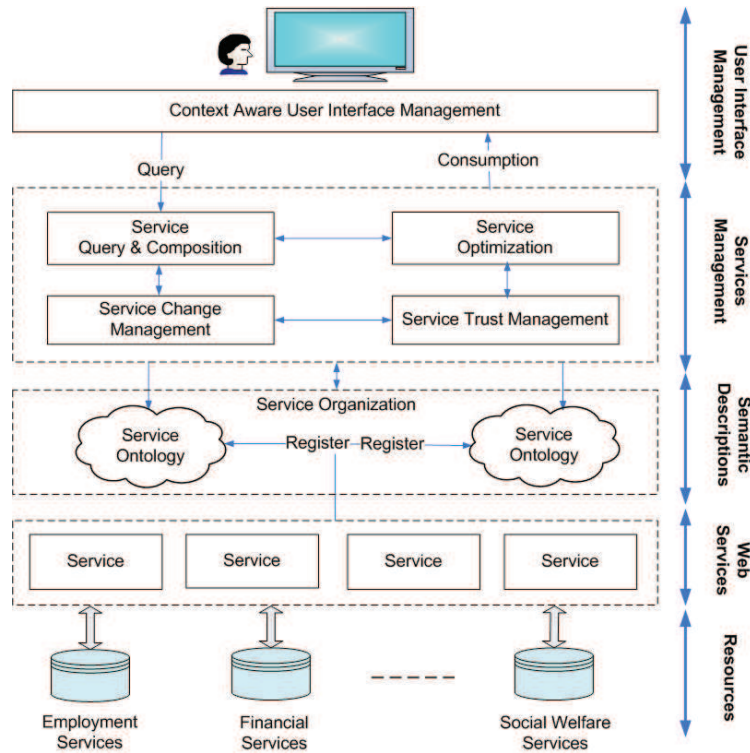 Context Aware User Interface Management
Query
Consumption
Service
Query & Composition
Service
Optimization
Service Change
Management
Service Trust Management
Service Organization
Service
Ontology
Register
Register
Service
Ontology
Service
Service
Service
Service
Employment
Services
Financial
Services
Social Welfare
Services
User Interface
Management
Services
Management
Semantic
Descriptions
Web
Services
Resources